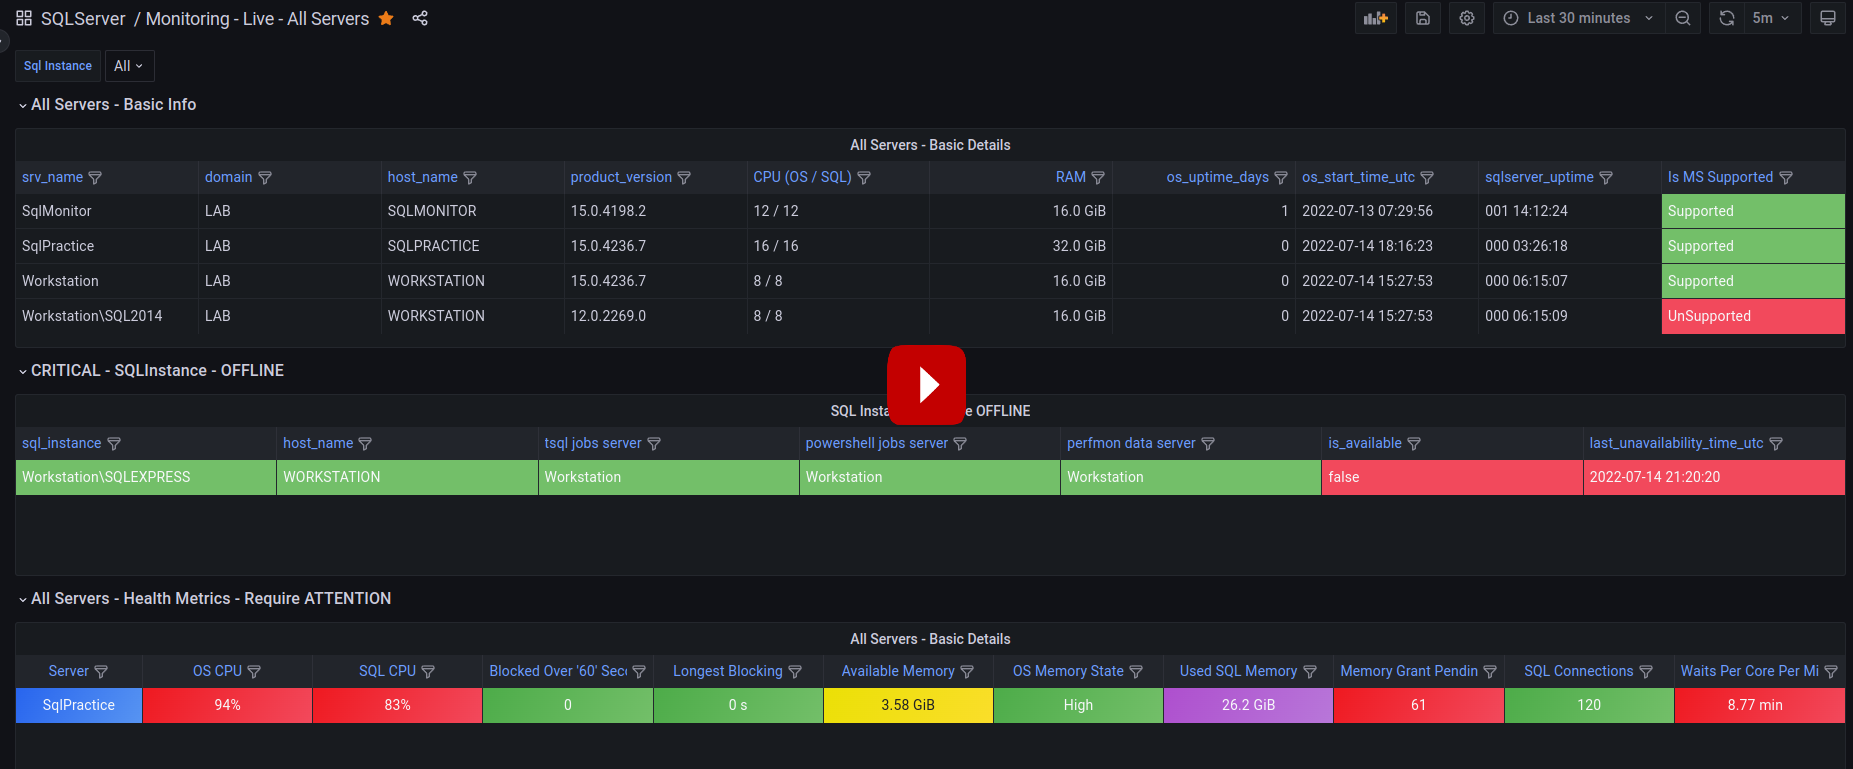 SQLServer / Monitoring - Live - All Servers
Last 30 minutes
5m
Sql Instance All
All Servers - Basic Info
All Servers - Basic Details
srv_name domain host_name product_version CPU (OS / SQL) RAM os_uptime_days os_start_time_utc sqlserver_uptime Is MS Supported
SqlMonitor LAB SQLMONITOR 15.0.4198.2 12 / 12 16.0 GiB 1 2022-07-13 07:29:56 001 14:12:24 Supported
SqlPractice LAB SQLPRACTICE 15.0.4236.7 16 / 16 32.0 GiB 0 2022-07-14 18:16:23 000 03:26:18 Supported
Workstation LAB WORKSTATION 15.0.4236.7 8 / 8 16.0 GiB 0 2022-07-14 15:27:53 000 06:15:07 Supported
Workstation\SQL2014 LAB WORKSTATION 12.0.2269.0 8 / 8 16.0 GiB 0 2022-07-14 15:27:53 000 06:15:09 UnSupported
CRITICAL - SQLInstance - OFFLINE
SQL Insta e OFFLINE
sql_instance host_name tsql jobs server powershell jobs server perfmon data server is_available last_unavailability_time_utc
Workstation\SQLEXPRESS WORKSTATION Workstation Workstation Workstation false 2022-07-14 21:20:20
All Servers - Health Metrics - Require ATTENTION
All Servers - Basic Details
Server OS CPU SQL CPU Blocked Over '60' Sec Longest Blocking Available Memory OS Memory State Used SQL Memory Memory Grant Pendin SQL Connections Waits Per Core Per Mi
SqlPractice 94% 83% 0 0 s 3.58 GiB High 26.2 GiB 61 120 8.77 min